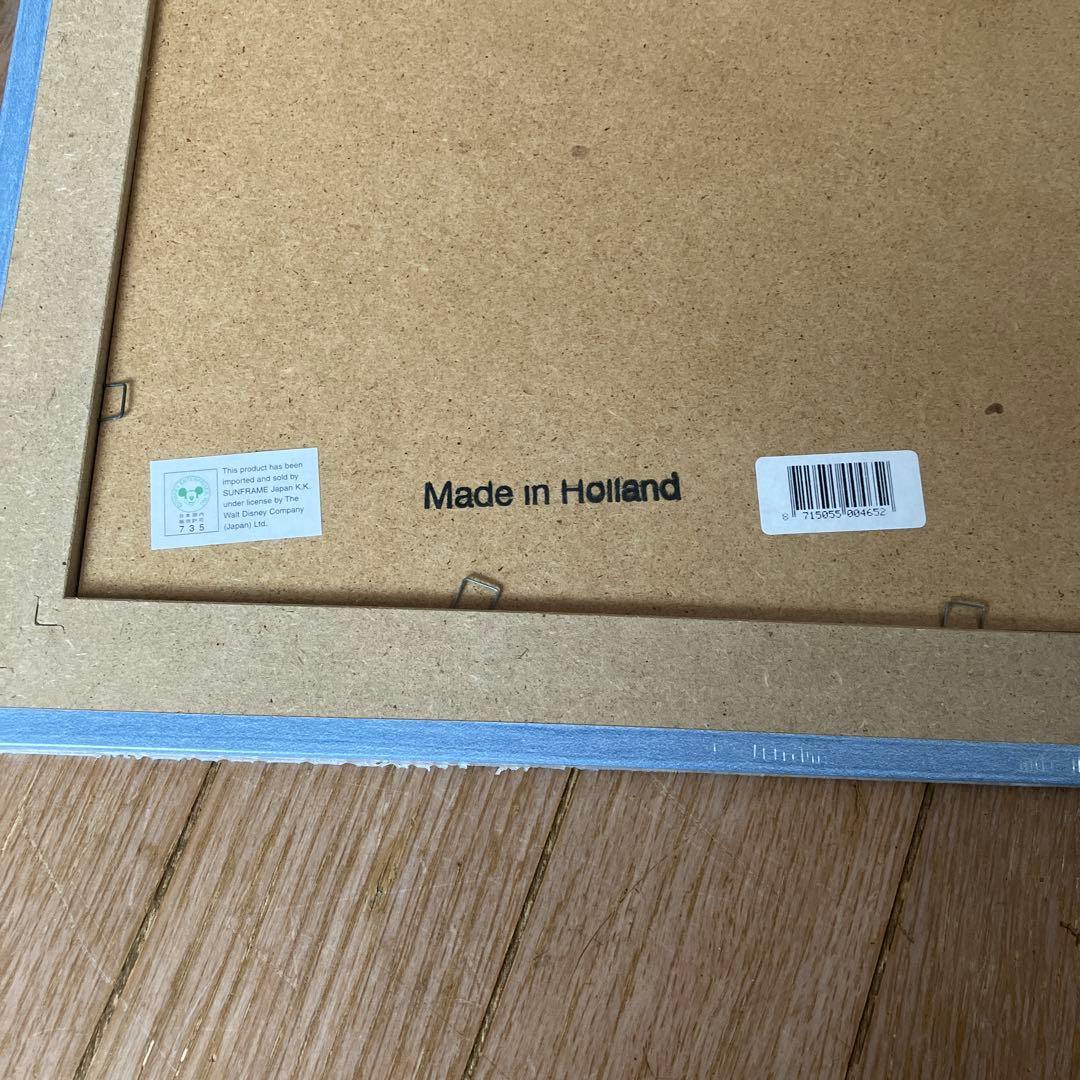 This product has been
imported and sold by
SUNFRAME Japan K.K.
under license by The
Walt Disney Company
(Japan) Ltd.
日本国内
販売許可
735
Made in Holland
8 715055 004652